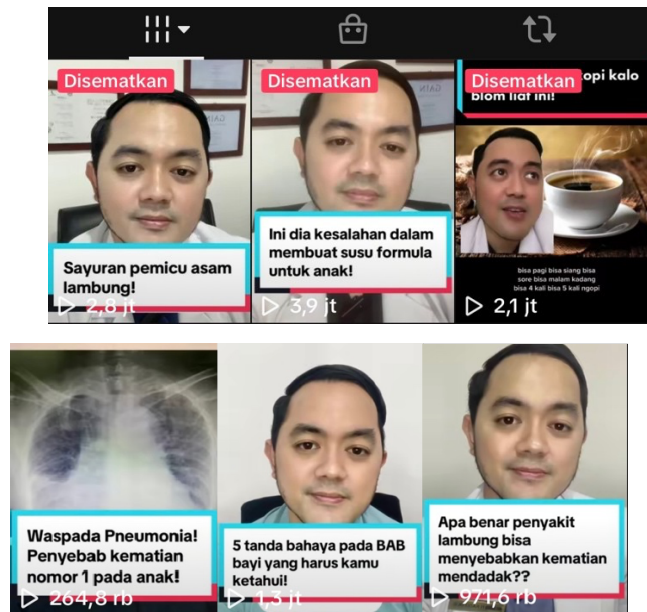 Disematkan
Disematkan
Disematkan
opi kalo
blom liat ini!
Sayuran pemicu asam
lambung!
2,8 jt
Ini dia kesalahan dalam
membuat susu formula
untuk anak!
3,9 jt
bisa pagi bisa siang bisa
sore bisa malam kadang
bisa 4 kali bisa 5 kali ngopi
2,1 jt
Waspada Pneumonia!
Penyebab kematian
nomor 1 pada anak!
264,8 rb
5 tanda bahaya pada BAB
bayi yang harus kamu
ketahui!
1,3 jt
Apa benar penyakit
lambung bisa
menyebabkan kematian
mendadak??
971,6 rb